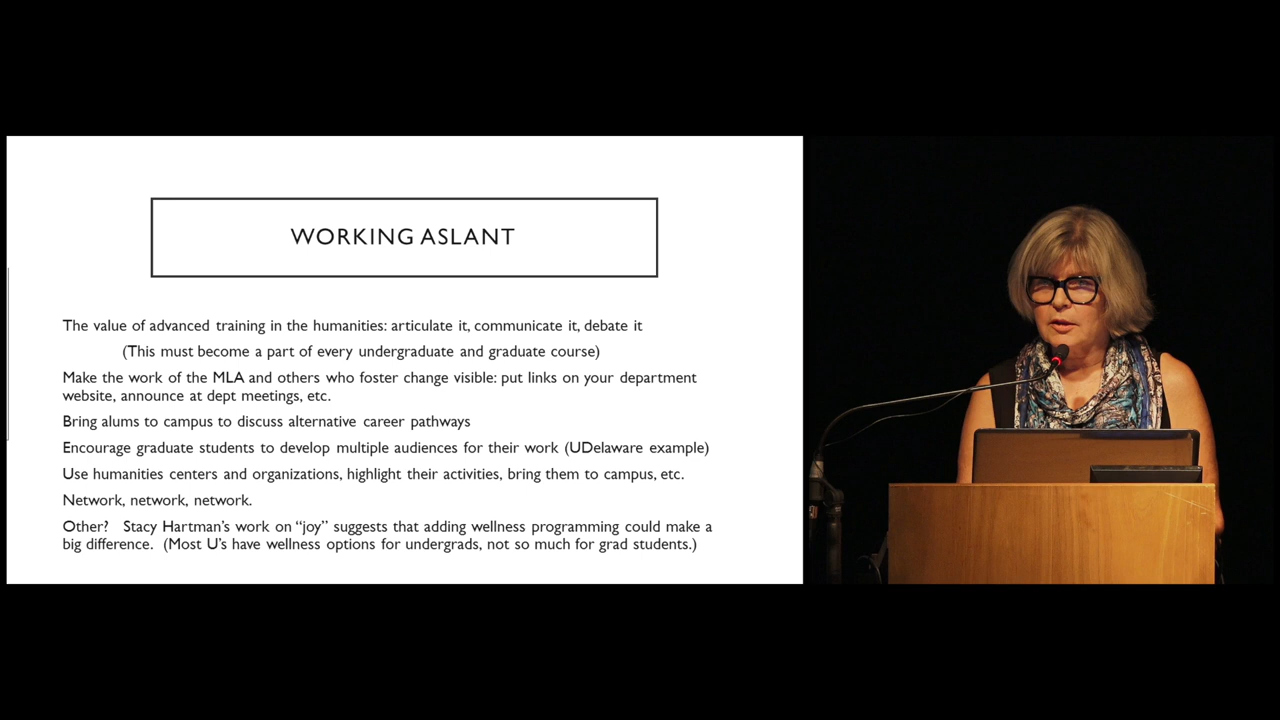 WORKING ASLANT
The value of advanced training in the humanities: articulate it, communicate it, debate it
(This must become a part of every undergraduate and graduate course)
Make the work of the MLA and others who foster change visible: put links on your department
website, announce at dept meetings, etc.
Bring alums to campus to discuss alternative career pathways
Encourage graduate students to develop multiple audiences for their work (UDelaware example)
Use humanities centers and organizations, highlight their activities, bring them to campus, etc.
Network, network, network.
Other? Stacy Hartman’s work on “joy” suggests that adding wellness programming could make a
big difference. (Most U’s have wellness options for undergrads, not so much for grad students.)